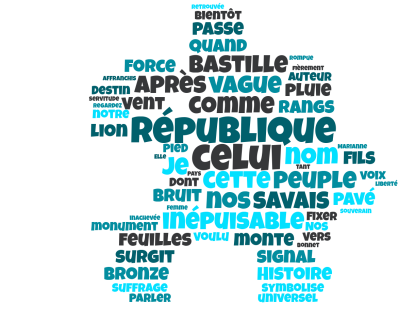 RETROUVÉE
BIENTÔT
PASSE
QUAND
FORCE BASTILLE ROMPUE
FIÈREMENT
AFFRANCHIS APRÈS VAGUE AUTEUR
DESTIN PLUIE
SERVITUDE
REGARDEZ VENT COMME RANGS
NOTRE
LION RÉPUBLIQUE
PIED CELUI NOM MARIANNE
ELLE JE TANT FILS
PAYS
DONT CETTE PEUPLE VOIX
LIBERTÉ
BRUIT NOS SAVAIS PAVÉ
FEMME
INACHEVÉE INÉPUISABLE FIXER SOUVERAIN
MONUMENT NOS
FEUILLES VOULU MONTE VERS
BONNET
SURGIT SIGNAL
BRONZE HISTOIRE
SUFFRAGE SYMBOLISE
PARLER UNIVERSEL